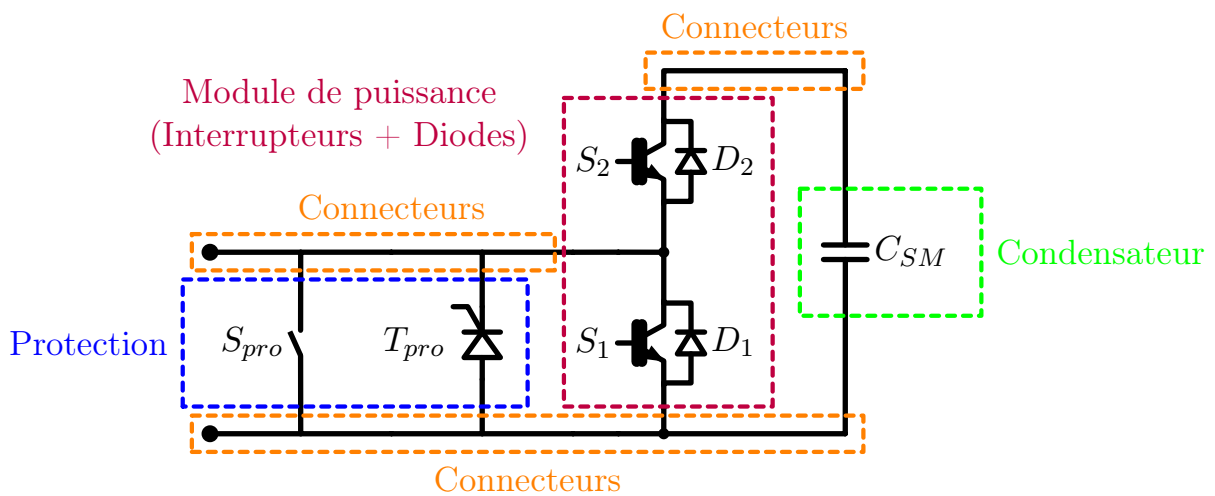 Connecteurs
Module de puissance
(Interrupteurs + Diodes)
S2
D2
Connecteurs
CSM
Condensateur
Protection
Spro
Tpro
S1
D1
Connecteurs